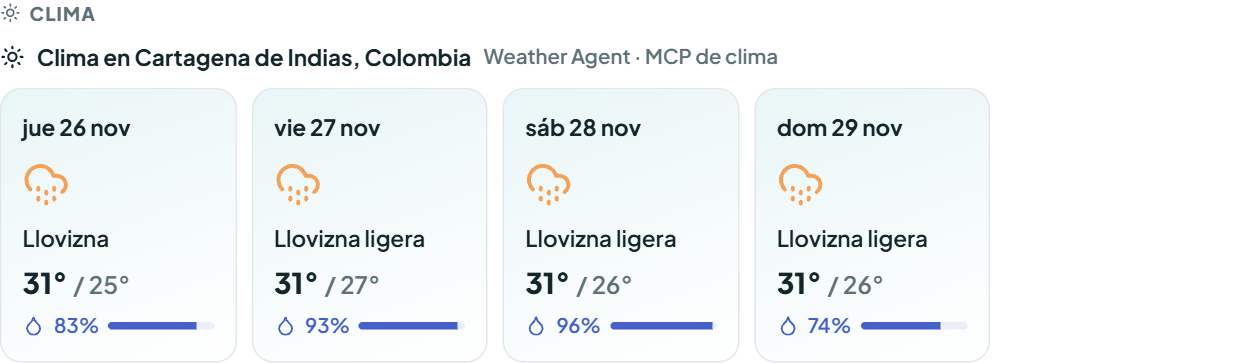 CLIMA
Clima en Cartagena de Indias, Colombia Weather Agent · MCP de clima
jue 26 nov
Llovizna
31° / 25°
83%
vie 27 nov
Llovizna ligera
31° / 27°
93%
sáb 28 nov
Llovizna ligera
31° / 26°
96%
dom 29 nov
Llovizna ligera
31° / 26°
74%